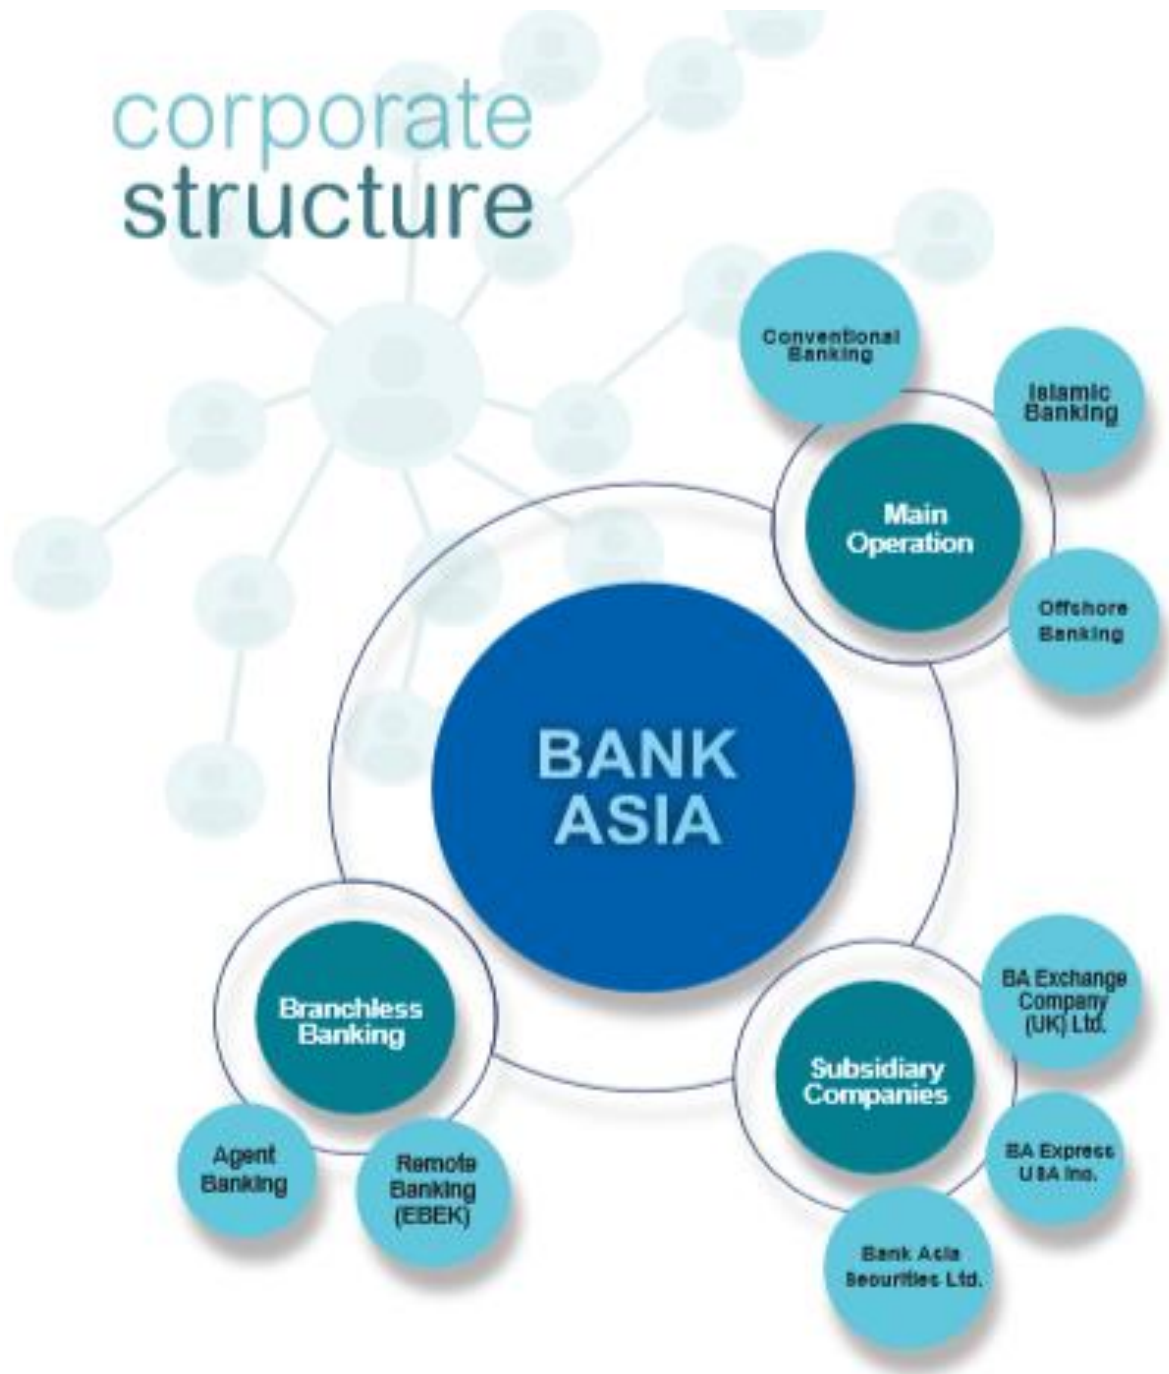 corporate
structure
Conventional
Banking
Islamic
Banking
Main
Operation
Offshore
Banking
BANK
ASIA
Branchless
Banking
Agent
Banking
Remote
Banking
(EBEK)
Subsidiary
Companies
BA Exchange
Company
(UK) Ltd.
BA Express
USA Inc.
Bank Asia
Securities Ltd.